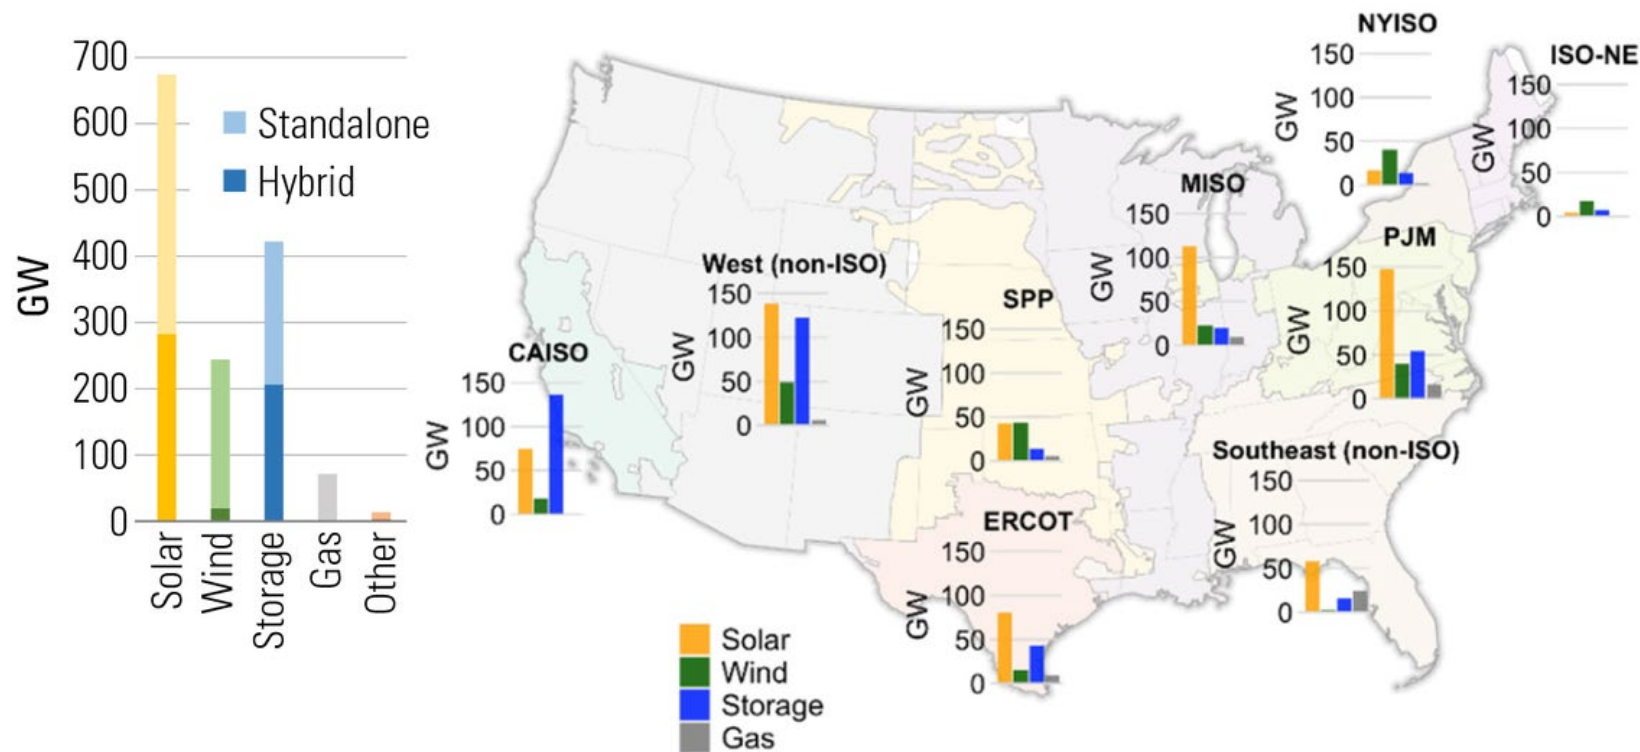 GW
700
600
500
400
300
200
100
0
Solar
Wind
Storage
Gas
Other
Standalone
Hybrid
CAISO
GW
150
100
50
0
West (non-ISO)
GW
150
100
50
0
SPP
GW
150
100
50
0
ERCOT
GW
150
100
50
0
MISO
GW
150
100
50
0
NYISO
GW
150
100
50
0
ISO-NE
GW
150
100
50
0
PJM
GW
150
100
50
0
Southeast (non-ISO)
GW
150
100
50
0
Solar
Wind
Storage
Gas